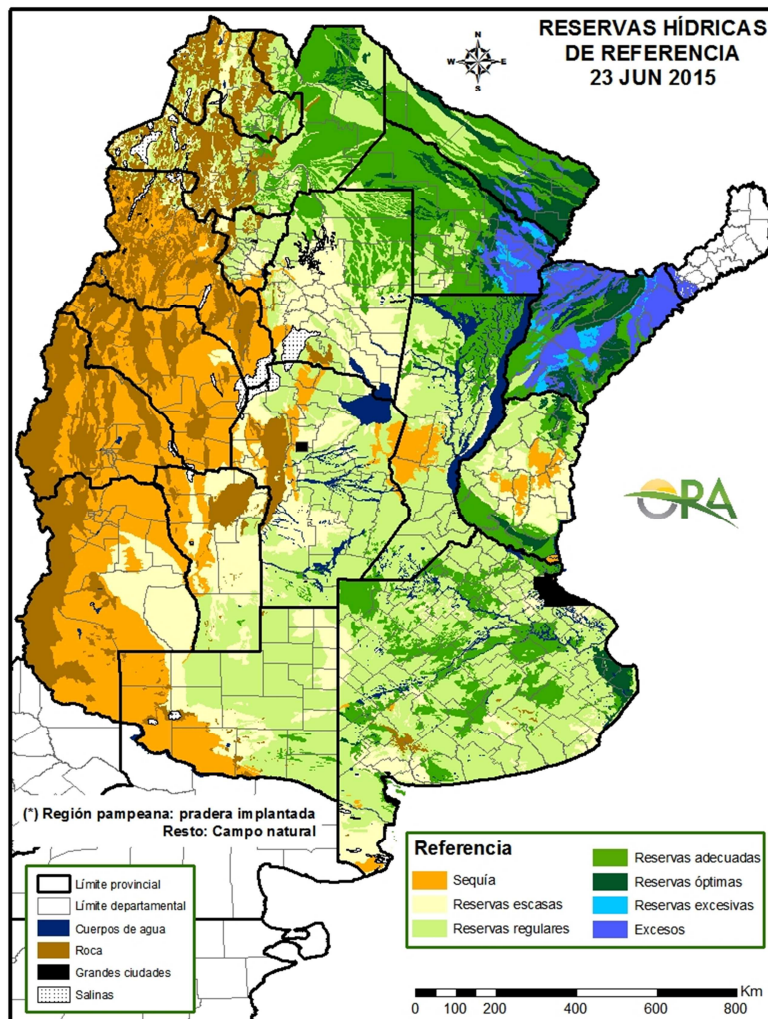 RESERVAS HÍDRICAS
DE REFERENCIA
23 JUN 2015
N
W
E
S
ORA
(*) Región pampeana: pradera implantada
Resto: Campo natural
Límite provincial
Límite departamental
Cuerpos de agua
Roca
Grandes ciudades
Salinas
Referencia
Sequía
Reservas escasas
Reservas regulares
Reservas adecuadas
Reservas óptimas
Reservas excesivas
Excesos
Km
0 100 200 400 600 800